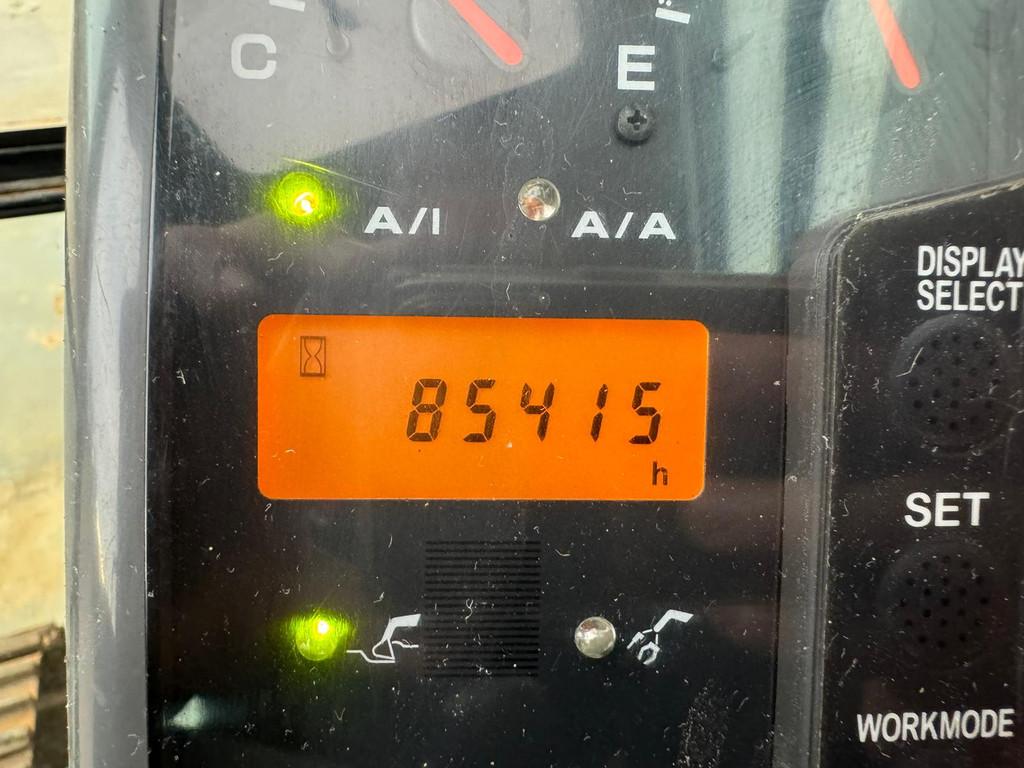 C
E
A/I
A/A
DISPLAY
SELECT
85415
h
SET
WORKMODE